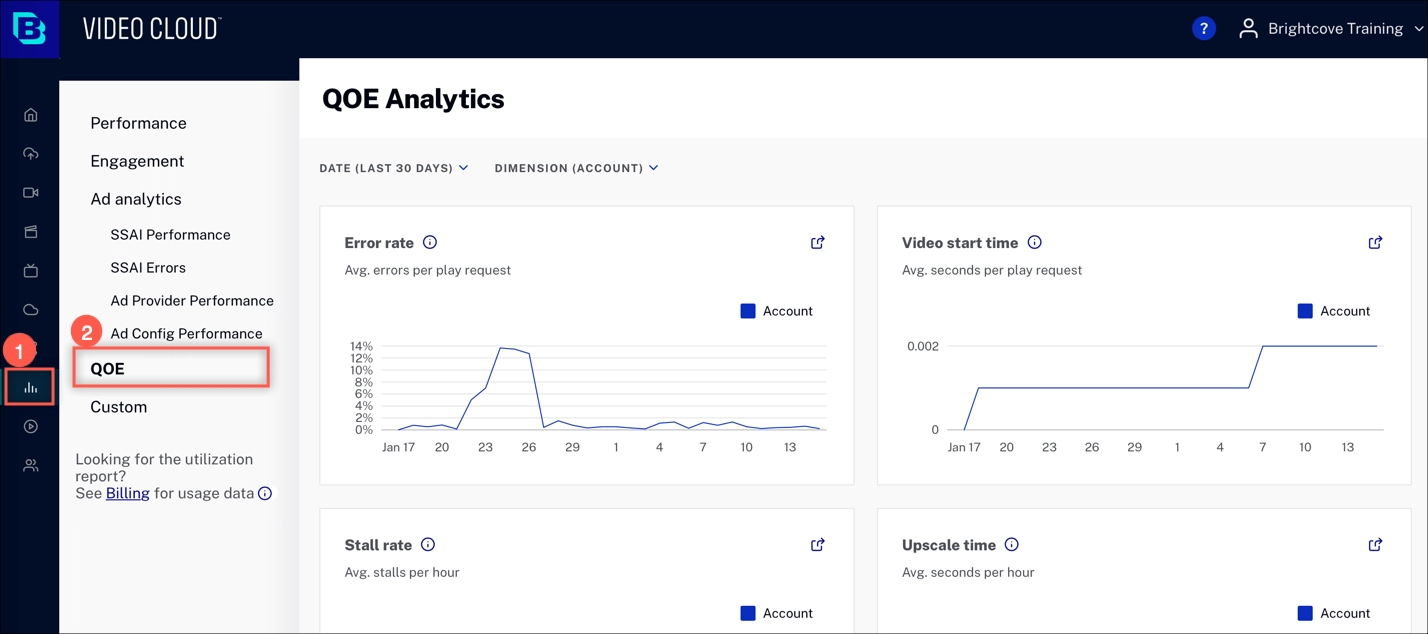 B VIDEO CLOUD™
? Brightcove Training
Performance
Engagement
Ad analytics
SSAI Performance
SSAI Errors
Ad Provider Performance
2 Ad Config Performance
1
QOE
Custom
Looking for the utilization
report?
See Billing for usage data
QOE Analytics
DATE (LAST 30 DAYS) DIMENSION (ACCOUNT)
Error rate
Avg. errors per play request
Account
14%
12%
10%
8%
6%
4%
2%
0%
Jan 17 20 23 26 29 1 4 7 10 13
Video start time
Avg. seconds per play request
Account
0.002
0
Jan 17 20 23 26 29 1 4 7 10 13
Stall rate
Avg. stalls per hour
Account
Upscale time
Avg. seconds per hour
Account